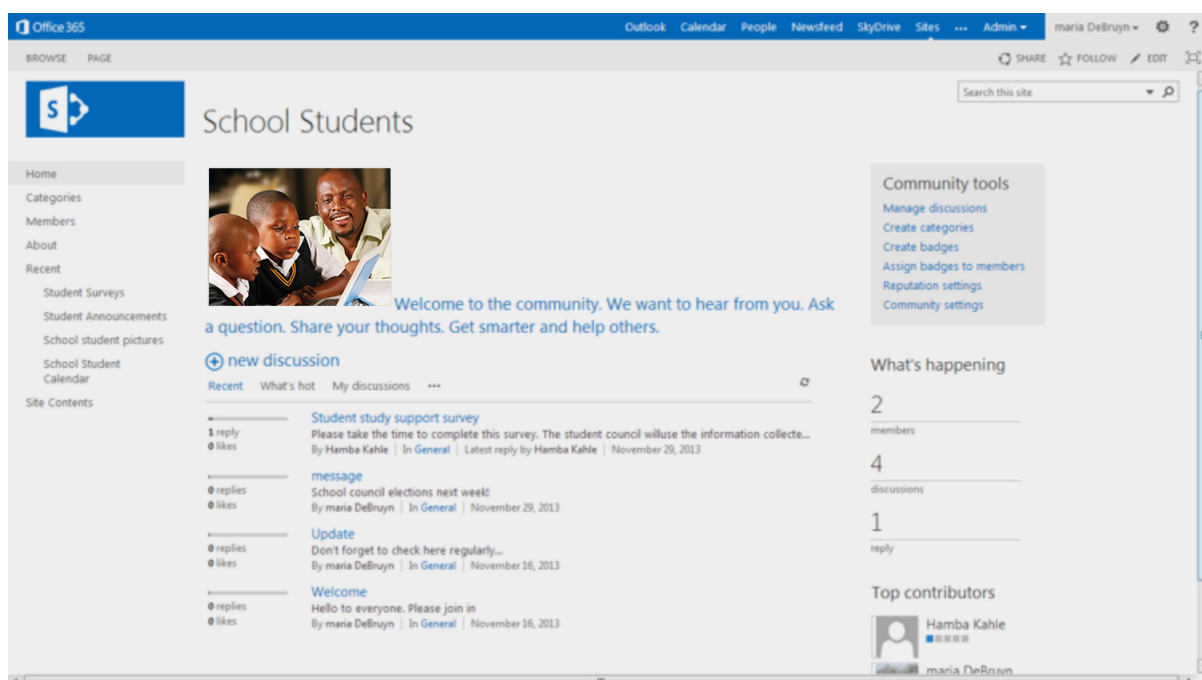 Office 365
Outlook Calendar People Newsfeed SkyDrive Sites ... Admin
maria DeBruyn
?
BROWSE PAGE
SHARE FOLLOW EDIT
S
School Students
Search this site
Home
Categories
Members
About
Recent
Student Surveys
Student Announcements
School student pictures
School Student
Calendar
Site Contents
Welcome to the community. We want to hear from you. Ask
a question. Share your thoughts. Get smarter and help others.
new discussion
Recent What's hot My discussions ...
Student study support survey
1 reply
Please take the time to complete this survey. The student council willuse the information collecte...
0 likes
By Hamba Kahle | In General | Latest reply by Hamba Kahle | November 29, 2013
message
0 replies
School council elections next week!
0 likes
By maria DeBruyn | In General | November 29, 2013
Update
0 replies
Don't forget to check here regularly...
0 likes
By maria DeBruyn | In General | November 16, 2013
Welcome
0 replies
Hello to everyone. Please join in
0 likes
By maria DeBruyn | In General | November 16, 2013
Community tools
Manage discussions
Create categories
Create badges
Assign badges to members
Reputation settings
Community settings
What's happening
2
members
4
discussions
1
reply
Top contributors
Hamba Kahle
maria DeBruyn